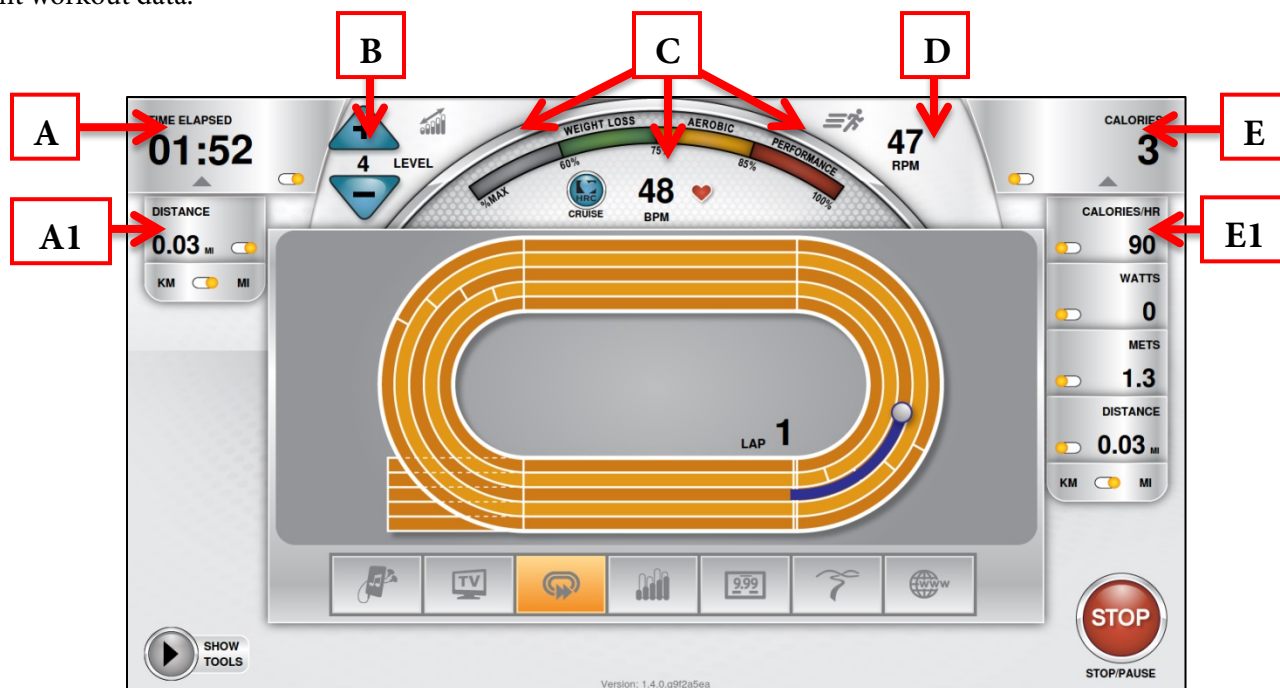 nt workout data.
B
C
D
A
E
A1
E1
TIME ELAPSED
01:52
DISTANCE
0.03 MI
KM MI
+
4 LEVEL
−
%MAX
60%
WEIGHT LOSS
75%
AEROBIC
85%
PERFORMANCE
100%
HRC
CRUISE
48
BPM
47
RPM
CALORIES
3
CALORIES/HR
90
WATTS
0
METS
1.3
DISTANCE
0.03 MI
KM MI
LAP 1
TV
9.99
WWW
SHOW
TOOLS
STOP
STOP/PAUSE
Version: 1.4.0.g9f2a5ea